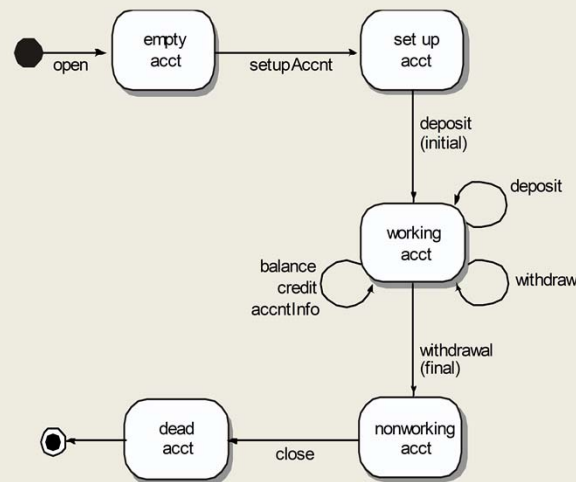 empty
acct
set up
acct
open
setupAccnt
deposit
(initial)
deposit
working
acct
balance
credit
accntInfo
withdraw
withdrawal
(final)
dead
acct
nonworking
acct
close